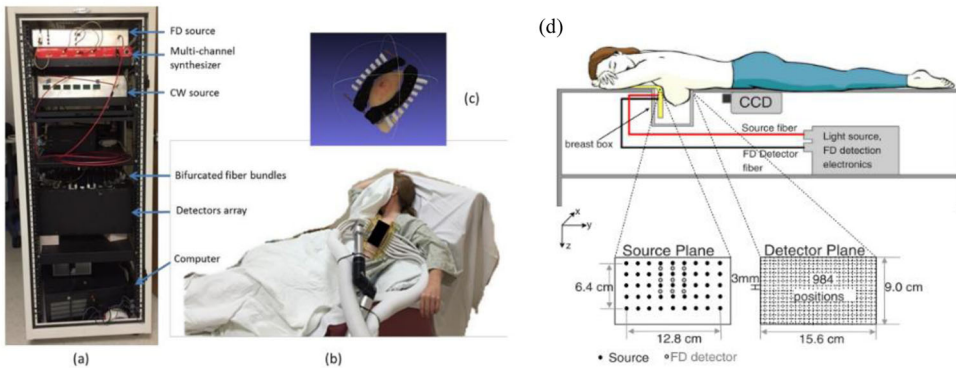 FD source
Multi-channel
synthesizer
CW source
Bifurcated fiber bundles
Detectors array
Computer
(a)
(c)
(b)
(d)
CCD
breast box
Source fiber
FD Detector
fiber
Light source,
FD detection
electronics
x
y
z
Source Plane
6.4 cm
12.8 cm
Source
FD detector
Detector Plane
3mm
984
positions
9.0 cm
15.6 cm